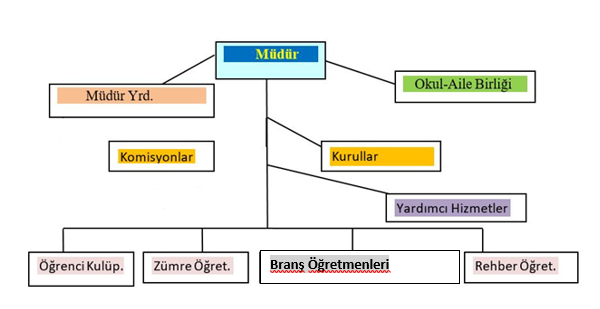 Müdür
Müdür Yrd.
Okul-Aile Birliği
Komisyonlar
Kurullar
Yardımcı Hizmetler
Öğrenci Kulüp.
Zümre Öğret.
Branş Öğretmenleri
Rehber Öğret.